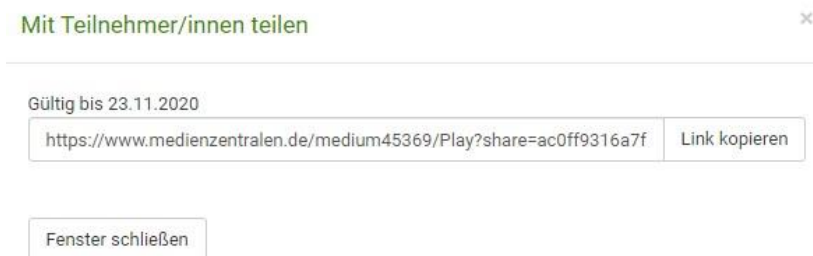 Mit Teilnehmer/innen teilen
Gültig bis 23.11.2020
https://www.medienzentralen.de/medium45369/Play?share=ac0ff9316a7f Link kopieren
Fenster schließen